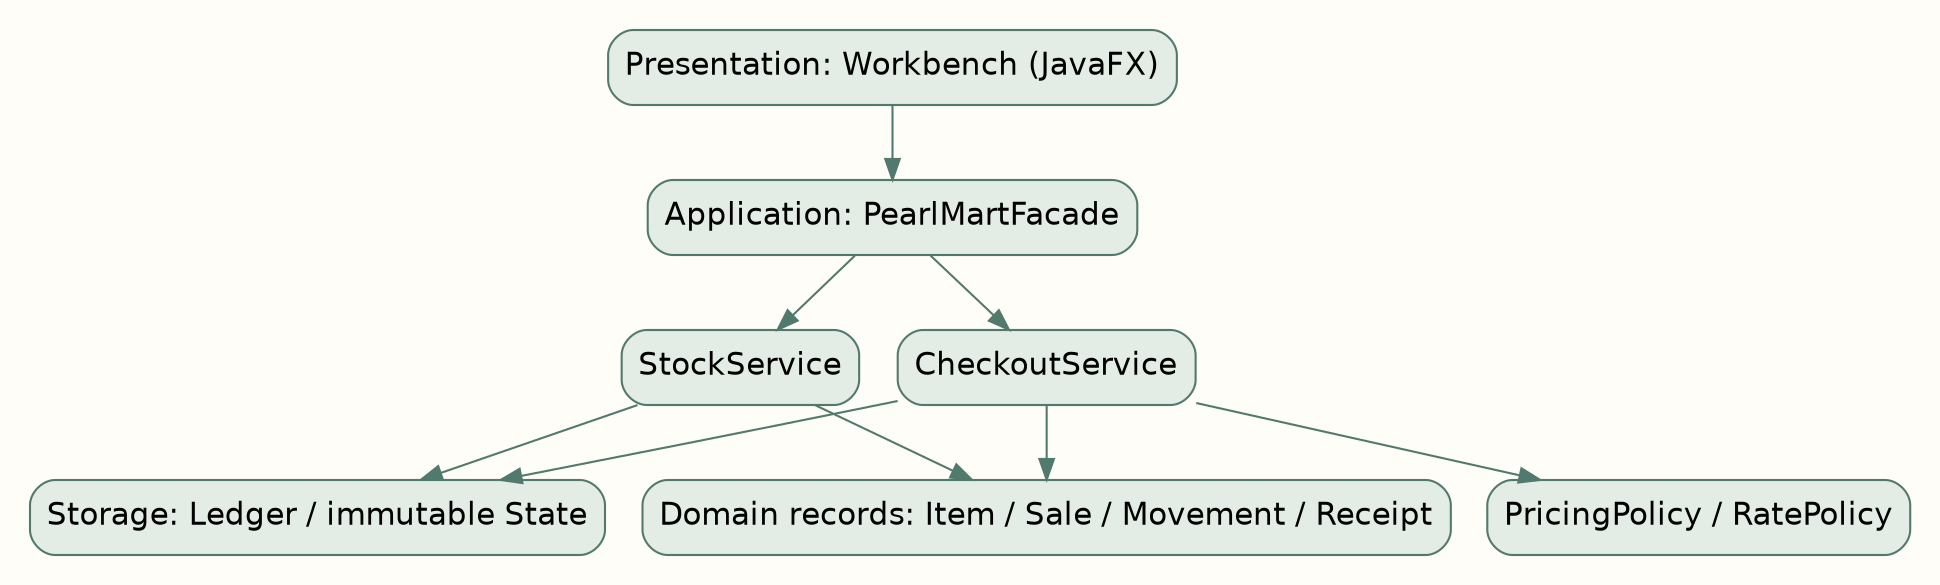 Presentation: Workbench (JavaFX)
Application: PearlMartFacade
StockService
CheckoutService
Storage: Ledger / immutable State
Domain records: Item / Sale / Movement / Receipt
PricingPolicy / RatePolicy